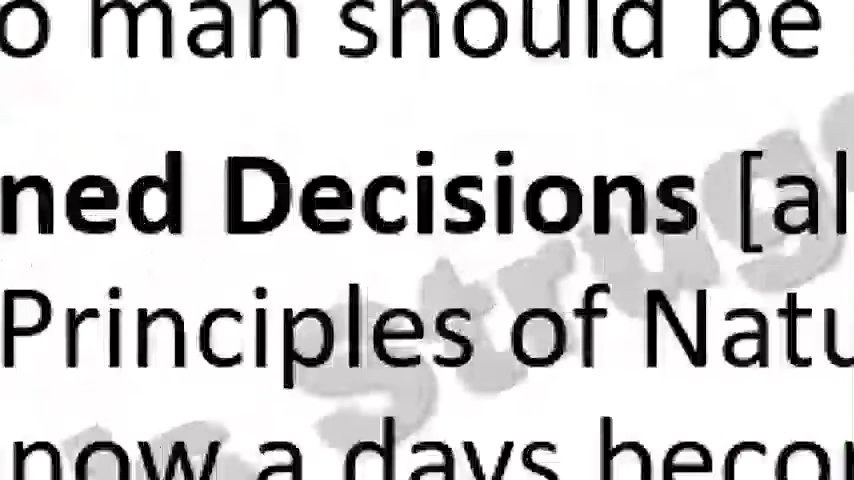 o man should be
ned Decisions [al
Principles of Natu
now a days becor